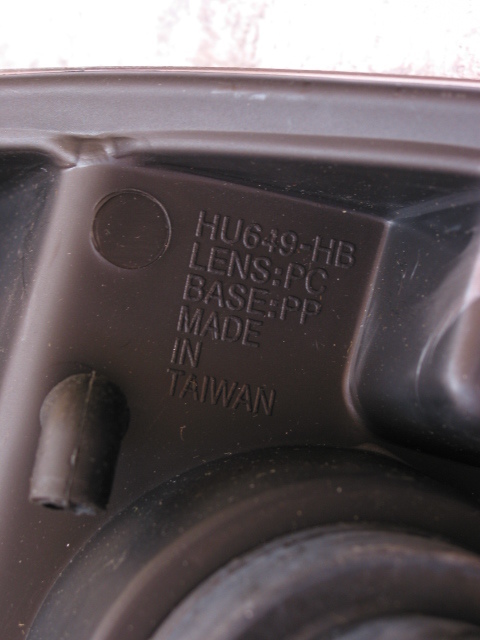 HU649-HB
LENS:PC
BASE:PP
MADE
IN
TAIWAN